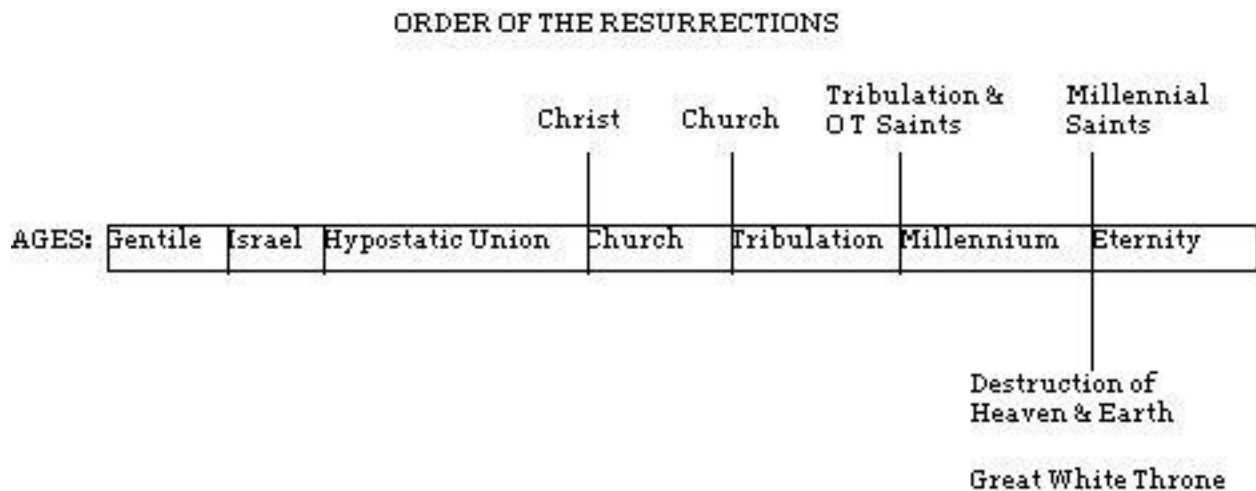 ORDER OF THE RESURRECTIONS
Christ
Church
Tribulation &
O T Saints
Millennial
Saints
AGES: Gentile Israel Hypostatic Union Church Tribulation Millennium Eternity
Destruction of
Heaven & Earth
Great White Throne